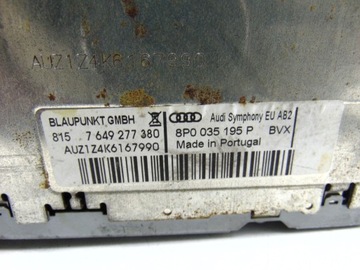 BLAUPUNKT GMBH
815 7 649 277 380
AUZ1Z4K6167990
Audi Symphony EU AB2
8P0 035 195 P BVX
Made in Portugal